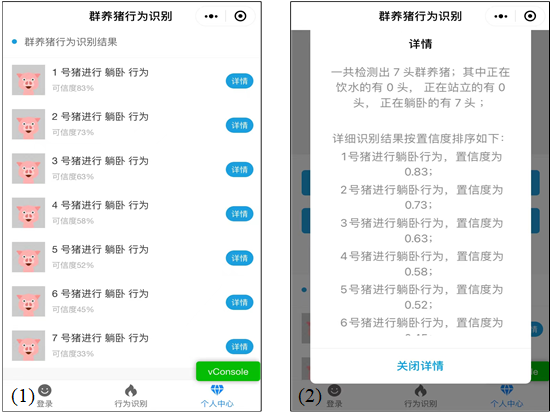 群养猪行为识别
群养猪行为识别结果
1 号猪进行 躺卧 行为
可信度83%
详情
2 号猪进行 躺卧 行为
可信度73%
详情
3 号猪进行 躺卧 行为
可信度63%
详情
4 号猪进行 躺卧 行为
可信度58%
详情
5 号猪进行 躺卧 行为
可信度52%
详情
6 号猪进行 躺卧 行为
可信度45%
详情
7 号猪进行 躺卧 行为
可信度33%
详情
vConsole
(1)
登录
行为识别
个人中心
群养猪行为识别
详情
一共检测出 7 头群养猪；其中正在
饮水的有 0 头， 正在站立的有 0
头， 正在躺卧的有 7 头；
详细识别结果按置信度排序如下：
1号猪进行躺卧行为，置信度为
0.83；
2号猪进行躺卧行为，置信度为
0.73；
3号猪进行躺卧行为，置信度为
0.63；
4号猪进行躺卧行为，置信度为
0.58；
5号猪进行躺卧行为，置信度为
0.52；
6号猪进行躺卧行为，置信度为
关闭详情
(2)
登录
行为识别
个人中心